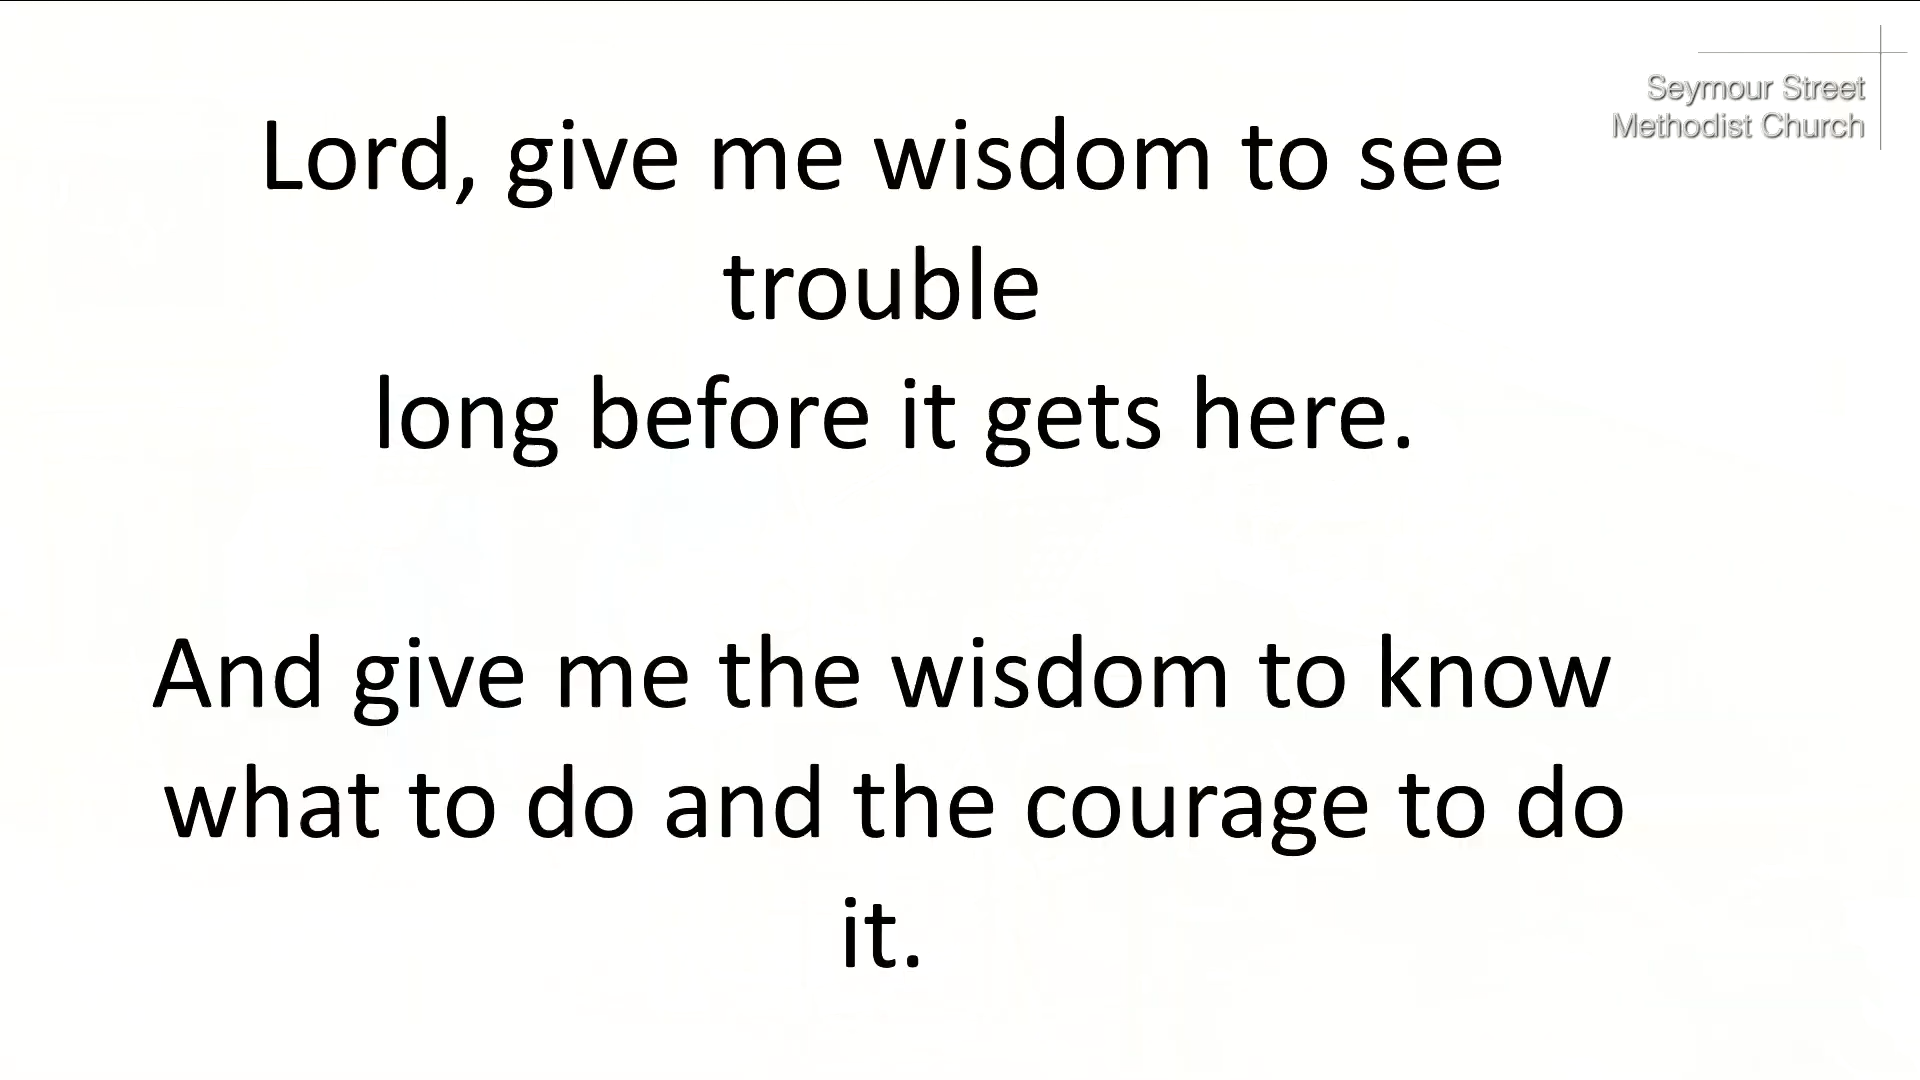 Seymour Street
Methodist Church
Lord, give me wisdom to see
trouble
long before it gets here.
And give me the wisdom to know
what to do and the courage to do
it.